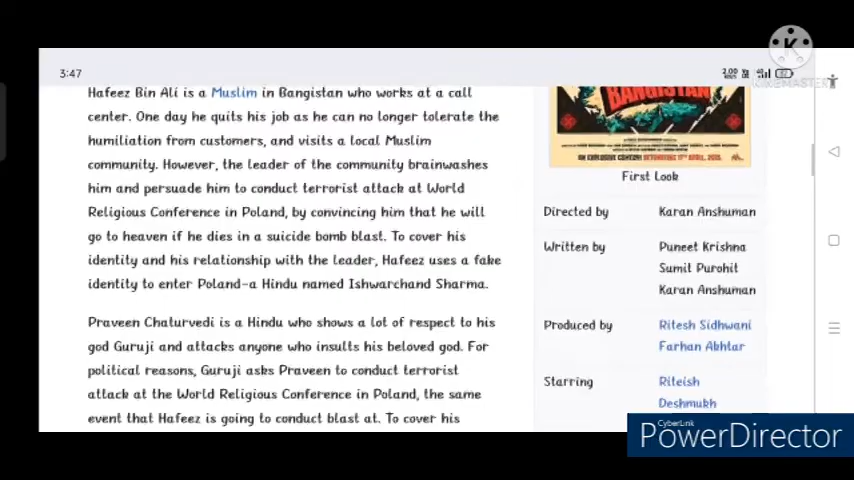 3:47
2.00
KINEMASTER
Hafeez Bin Ali is a Muslim in Bangistan who works at a call
center. One day he quits his job as he can no longer tolerate the
humiliation from customers, and visits a local Muslim
community. However, the leader of the community brainwashes
him and persuade him to conduct terrorist attack at World
Religious Conference in Poland, by convincing him that he will
go to heaven if he dies in a suicide bomb blast. To cover his
identity and his relationship with the leader, Hafeez uses a fake
identity to enter Poland-a Hindu named Ishwarchand Sharma.
Praveen Chaturvedi is a Hindu who shows a lot of respect to his
god Guruji and attacks anyone who insults his beloved god. For
political reasons, Guruji asks Praveen to conduct terrorist
attack at the World Religious Conference in Poland, the same
event that Hafeez is going to conduct blast at. To cover his
BANGISTAN
First Look
Directed by Karan Anshuman
Written by Puneet Krishna
Sumit Purohit
Karan Anshuman
Produced by Ritesh Sidhwani
Farhan Akhtar
Starring Riteish
Deshmukh
CyberLink
PowerDirector